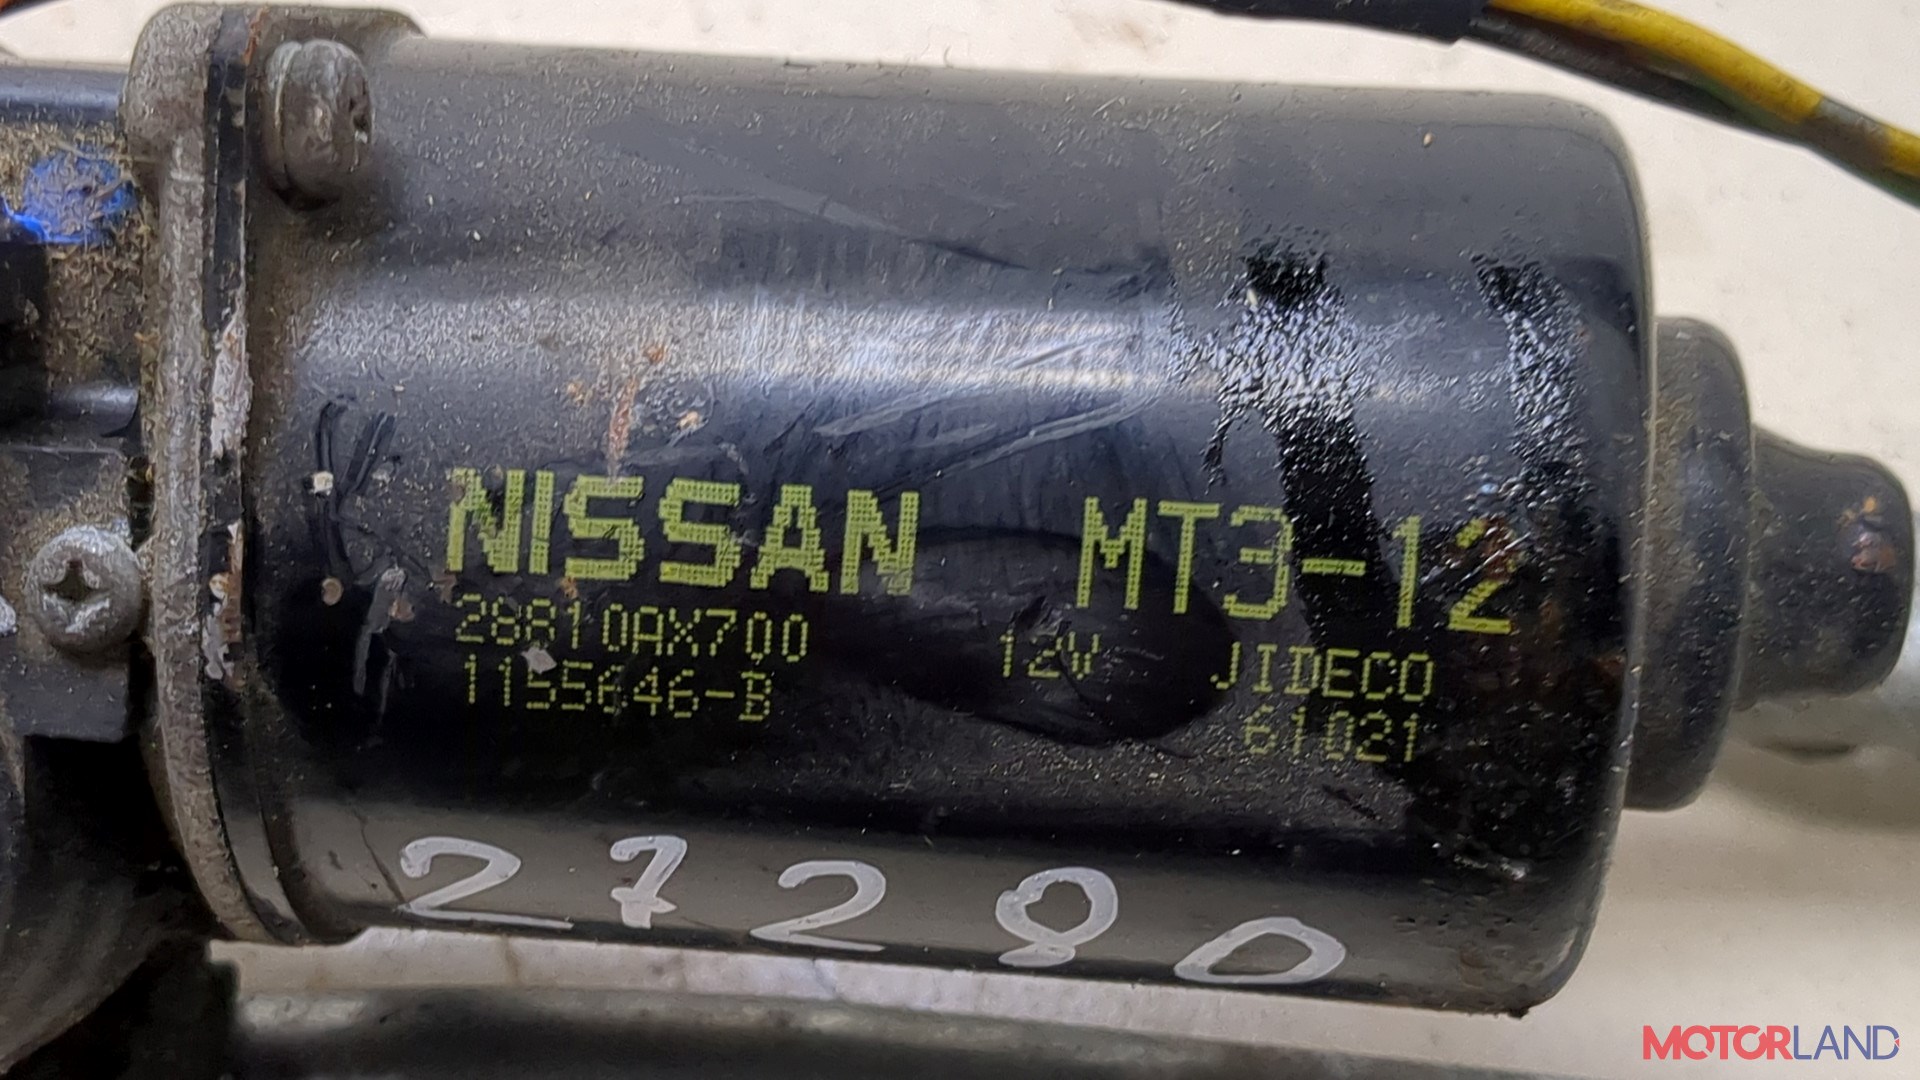 NISSAN MT3-12
28810AX700 12V JIDECO
1155646-B 61021
27280
MOTORLAND